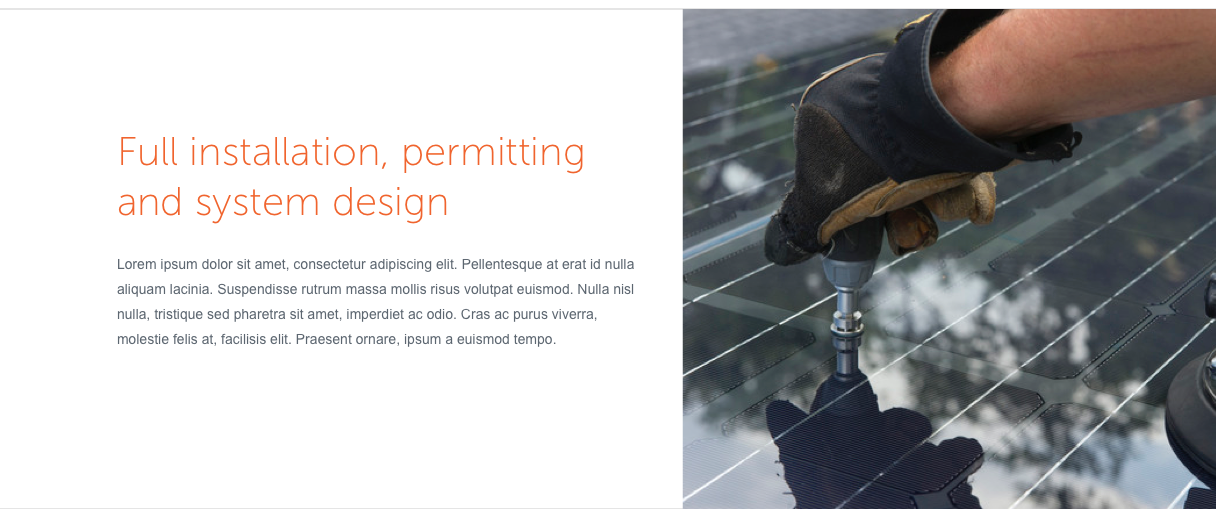 Full installation, permitting
and system design
Lorem ipsum dolor sit amet, consectetur adipiscing elit. Pellentesque at erat id nulla
aliquam lacinia. Suspendisse rutrum massa mollis risus volutpat euismod. Nulla nisl
nulla, tristique sed pharetra sit amet, imperdiet ac odio. Cras ac purus viverra,
molestie felis at, facilisis elit. Praesent ornare, ipsum a euismod tempo.